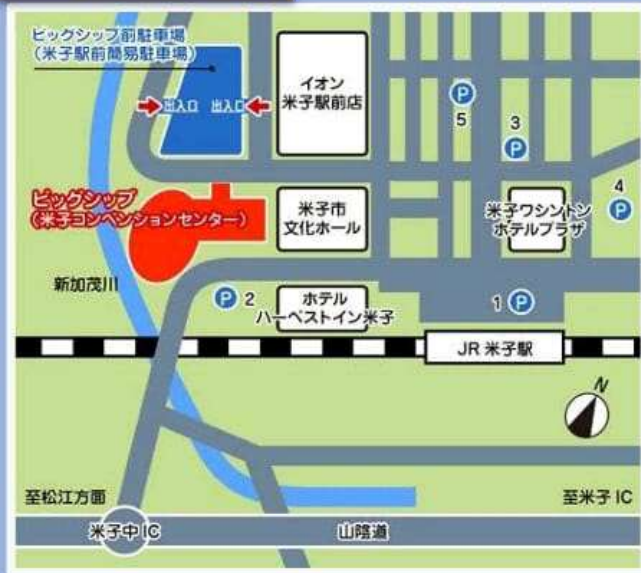 ビッグシップ前駐車場
(米子駅前簡易駐車場)
出入口 出入口
イオン
米子駅前店
P
5
3
P
4
P
ビッグシップ
(米子コンベンションセンター)
米子市
文化ホール
米子ワシントン
ホテルプラザ
新加茂川
P 2
ホテル
ハーベストイン米子
1 P
JR 米子駅
N
至松江方面
至米子 IC
米子中 IC
山陰道